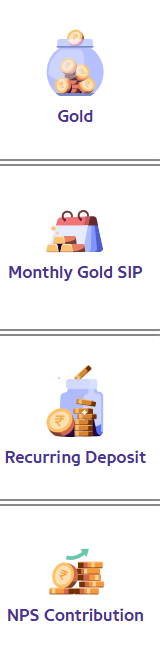 Gold
Monthly Gold SIP
Recurring Deposit
NPS Contribution